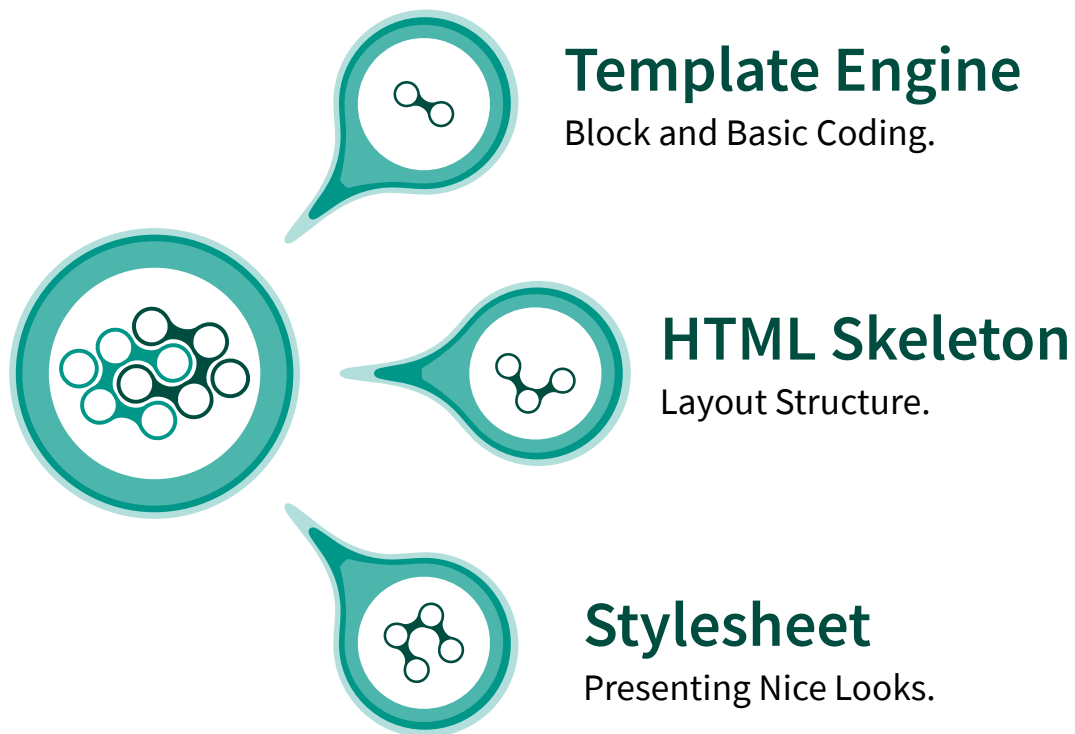 Template Engine
Block and Basic Coding.
HTML Skeleton
Layout Structure.
Stylesheet
Presenting Nice Looks.